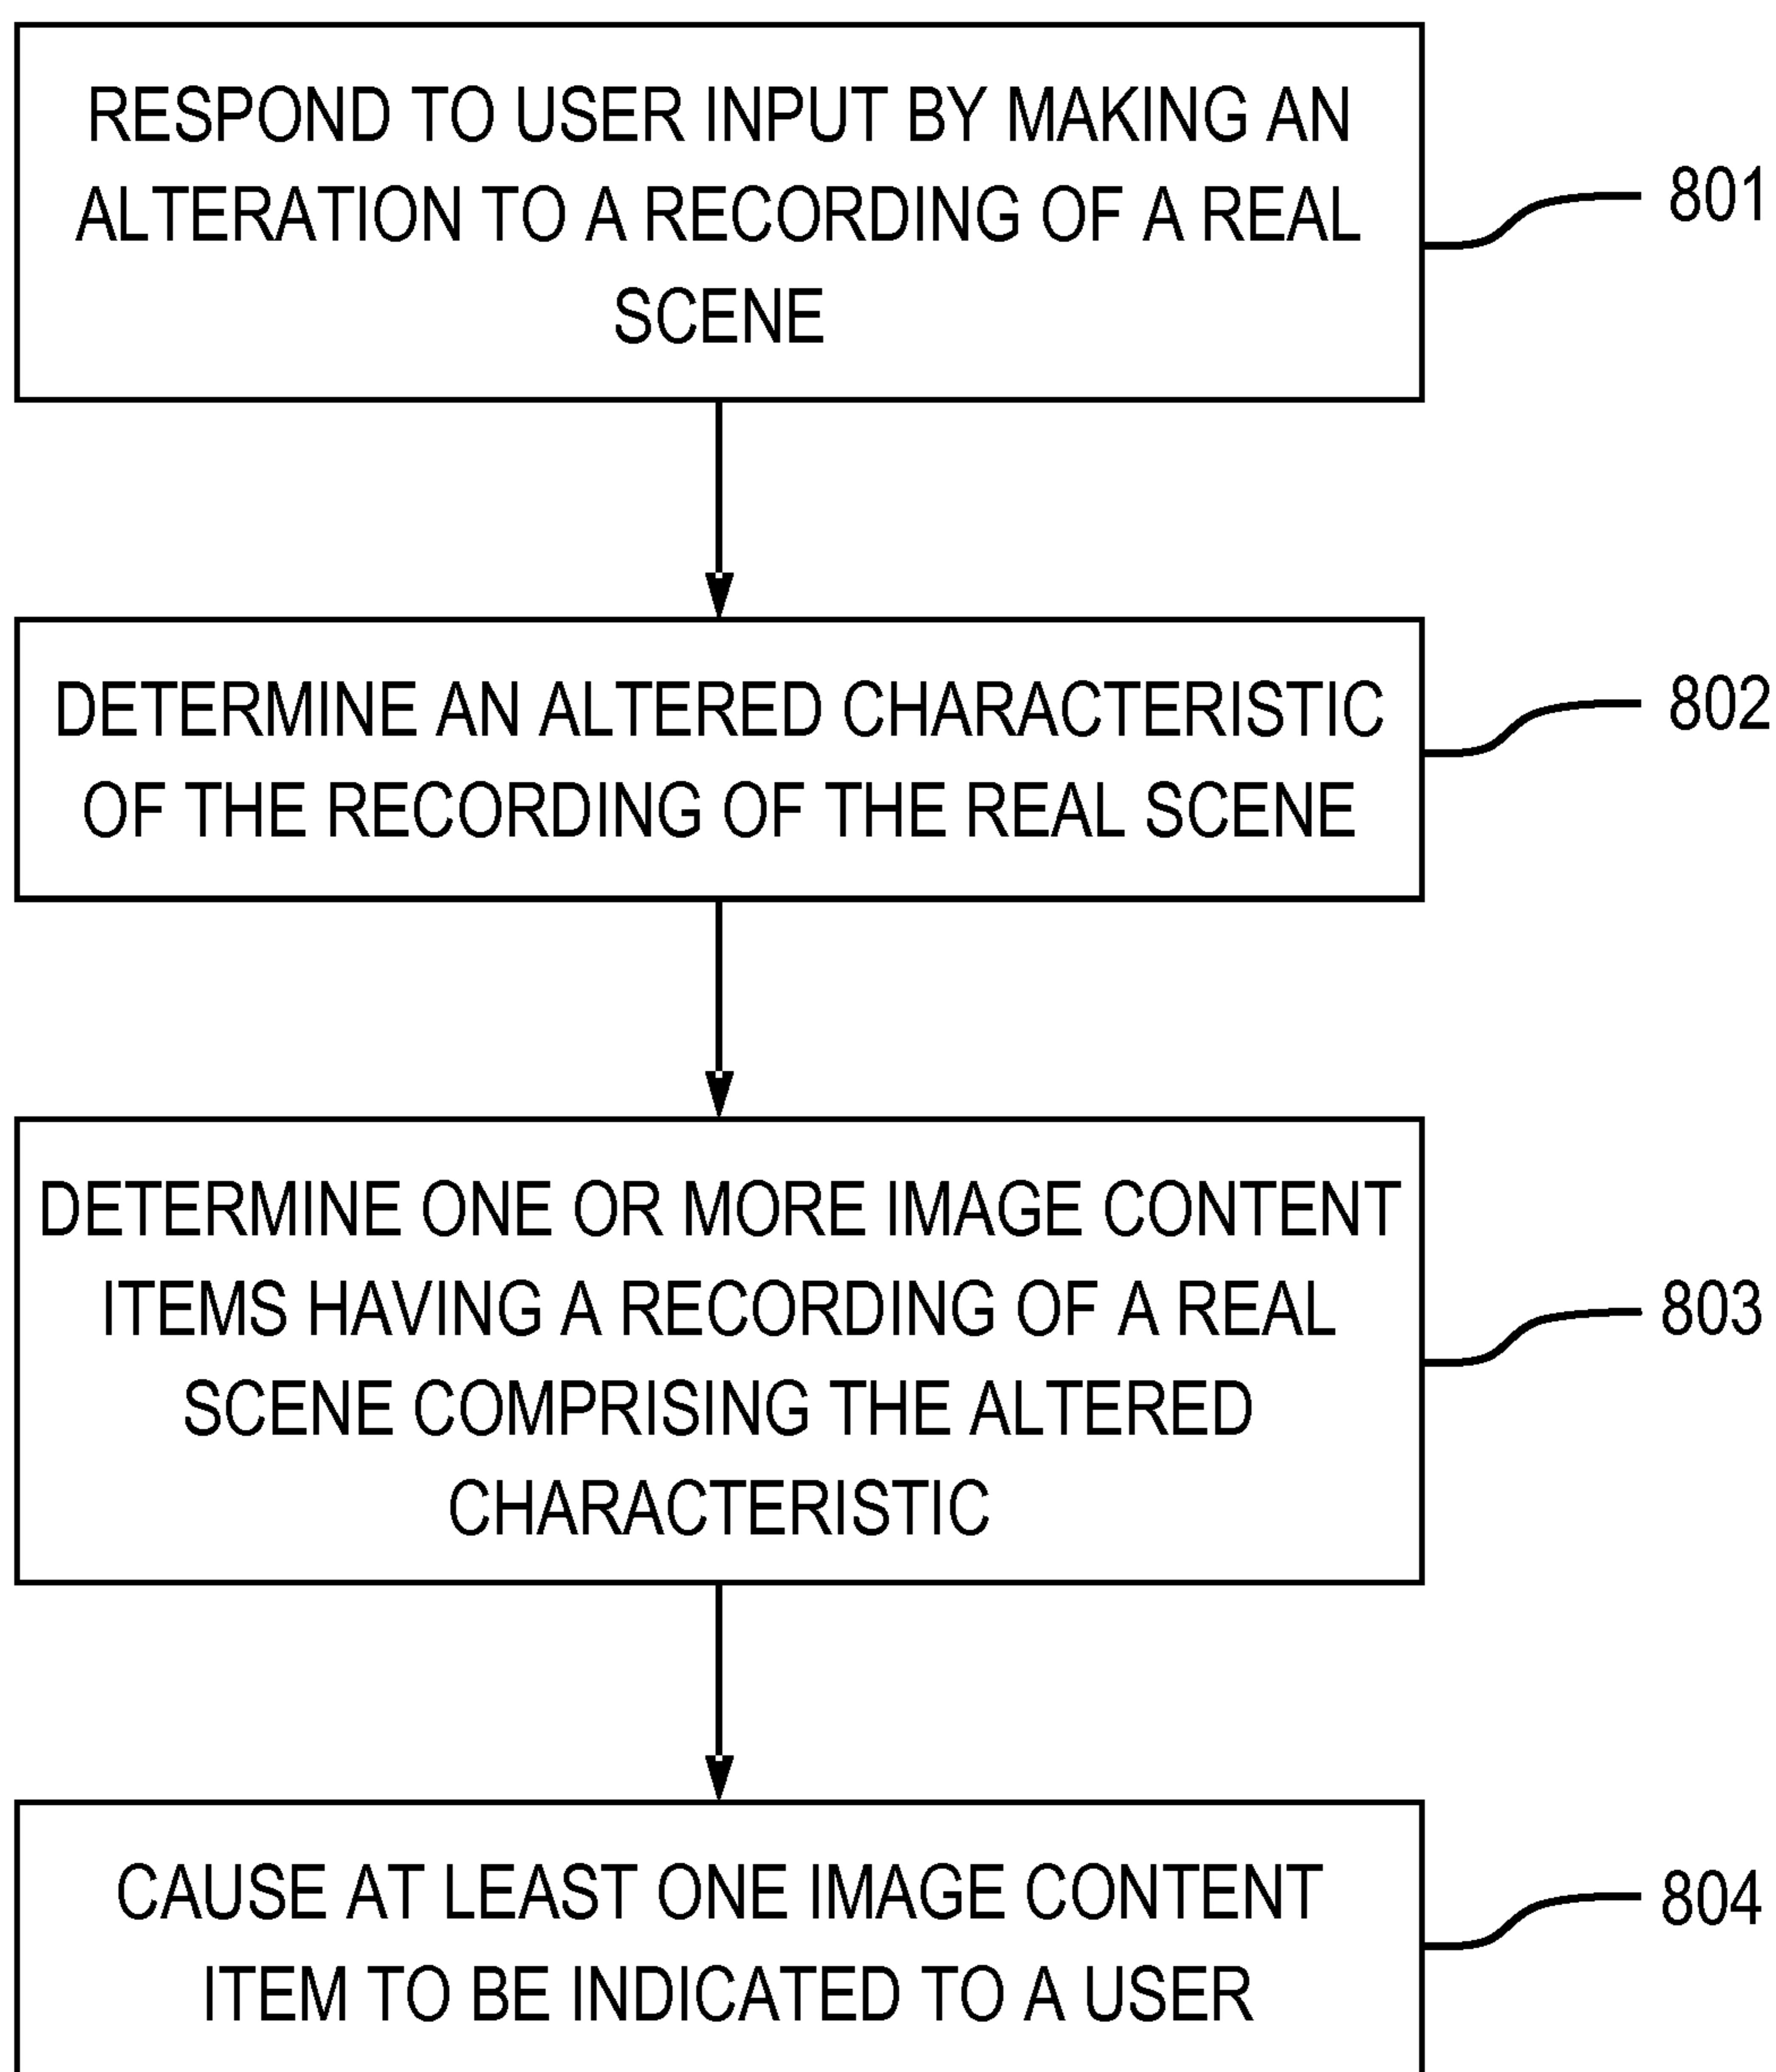 RESPOND TO USER INPUT BY MAKING AN
ALTERATION TO A RECORDING OF A REAL
SCENE
801
DETERMINE AN ALTERED CHARACTERISTIC
OF THE RECORDING OF THE REAL SCENE
802
DETERMINE ONE OR MORE IMAGE CONTENT
ITEMS HAVING A RECORDING OF A REAL
SCENE COMPRISING THE ALTERED
CHARACTERISTIC
803
CAUSE AT LEAST ONE IMAGE CONTENT
ITEM TO BE INDICATED TO A USER
804